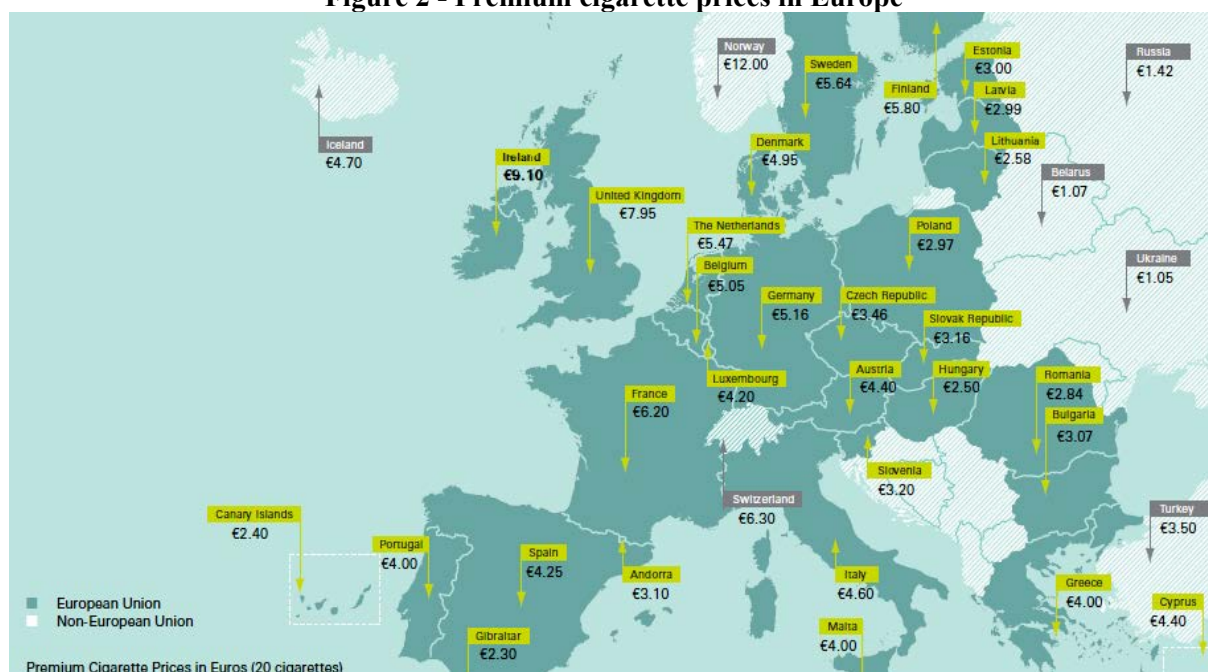 Figure 2 - Premium cigarette prices in Europe
Norway
€12.00
Sweden
€5.64
Finland
€5.80
Estonia
€3.00
Latvia
€2.99
Lithuania
€2.58
Russia
€1.42
Iceland
€4.70
Ireland
€9.10
United Kingdom
€7.95
Denmark
€4.95
Belarus
€1.07
The Netherlands
€5.47
Belgium
€5.05
Germany
€5.16
Poland
€2.97
Ukraine
€1.05
Czech Republic
€3.46
Slovak Republic
€3.16
Luxembourg
€4.20
France
€6.20
Austria
€4.40
Hungary
€2.50
Romania
€2.84
Bulgaria
€3.07
Slovenia
€3.20
Switzerland
€6.30
Turkey
€3.50
Canary Islands
€2.40
Portugal
€4.00
Spain
€4.25
Andorra
€3.10
Italy
€4.60
Greece
€4.00
Cyprus
€4.40
Malta
€4.00
Gibraltar
€2.30
European Union
Non-European Union
Premium Cigarette Prices in Euros (20 cigarettes)